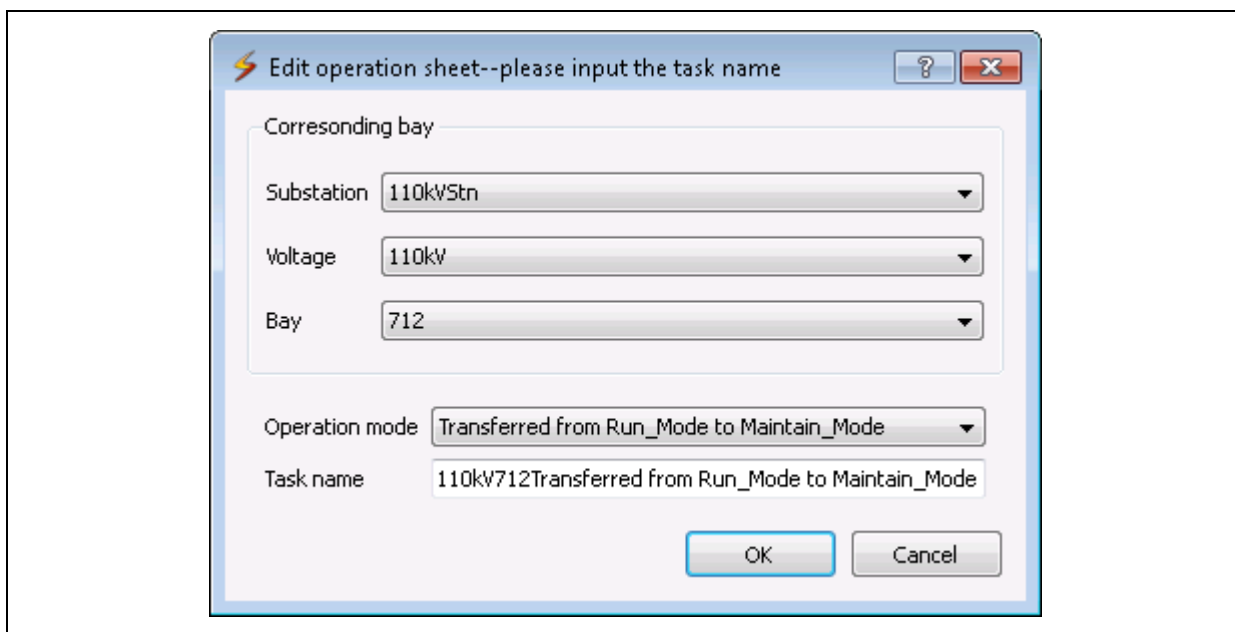 Edit operation sheet--please input the task name
Corresonding bay
Substation 110kVStn
Voltage 110kV
Bay 712
Operation mode Transferred from Run_Mode to Maintain_Mode
Task name 110kV712Transferred from Run_Mode to Maintain_Mode
OK Cancel